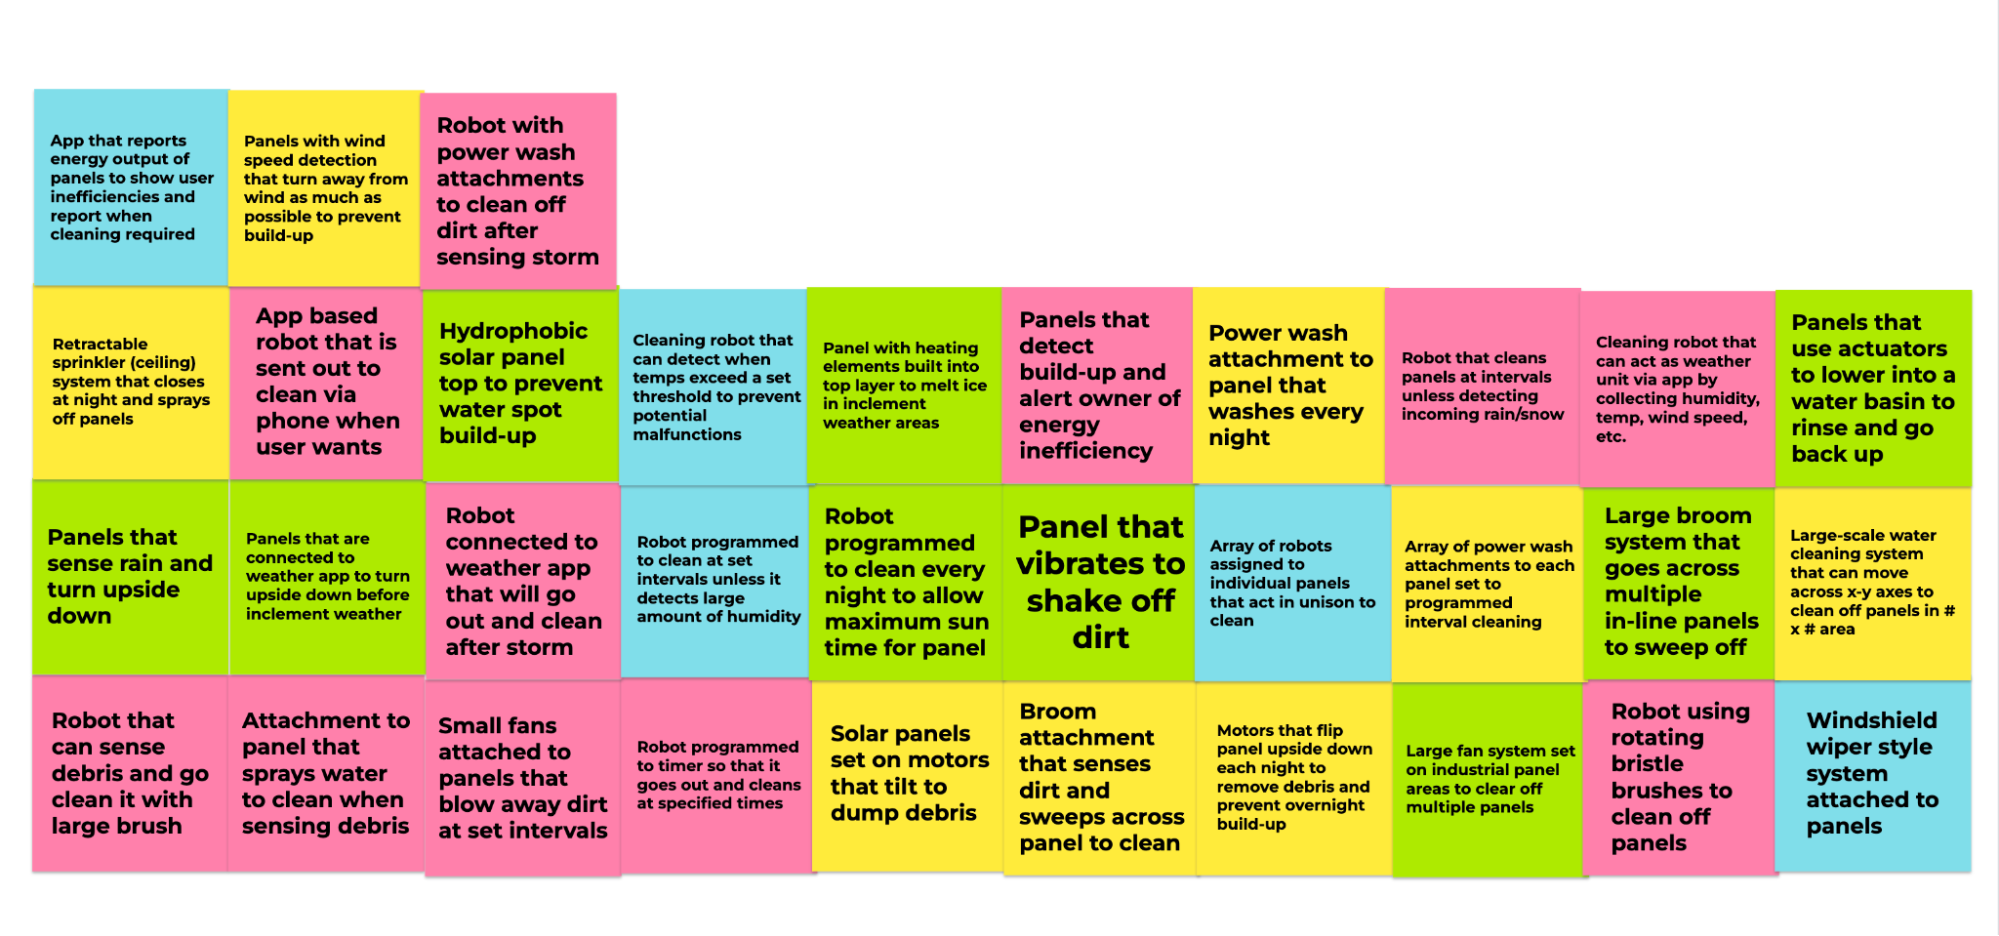 App that reports
energy output of
panels to show user
inefficiencies and
report when
cleaning required
Panels with wind
speed detection
that turn away from
wind as much as
possible to prevent
build-up
Robot with
power wash
attachments
to clean off
dirt after
sensing storm
Retractable
sprinkler (ceiling)
system that closes
at night and sprays
off panels
App based
robot that is
sent out to
clean via
phone when
user wants
Hydrophobic
solar panel
top to prevent
water spot
build-up
Cleaning robot that
can detect when
temps exceed a set
threshold to prevent
potential
malfunctions
Panel with heating
elements built into
top layer to melt ice
in inclement
weather areas
Panels that
detect
build-up and
alert owner of
energy
inefficiency
Power wash
attachment to
panel that
washes every
night
Robot that cleans
panels at intervals
unless detecting
incoming rain/snow
Cleaning robot that
can act as weather
unit via app by
collecting humidity,
temp, wind speed,
etc.
Panels that
use actuators
to lower into a
water basin to
rinse and go
back up
Panels that
sense rain and
turn upside
down
Panels that are
connected to
weather app to turn
upside down before
inclement weather
Robot
connected to
weather app
that will go
out and clean
after storm
Robot programmed
to clean at set
intervals unless it
detects large
amount of humidity
Robot
programmed
to clean every
night to allow
maximum sun
time for panel
Panel that
vibrates to
shake off
dirt
Array of robots
assigned to
individual panels
that act in unison to
clean
Array of power wash
attachments to each
panel set to
programmed
interval cleaning
Large broom
system that
goes across
multiple
in-line panels
to sweep off
Large-scale water
cleaning system
that can move
across x-y axes to
clean off panels in #
x # area
Robot that
can sense
debris and go
clean it with
large brush
Attachment to
panel that
sprays water
to clean when
sensing debris
Small fans
attached to
panels that
blow away dirt
at set intervals
Robot programmed
to timer so that it
goes out and cleans
at specified times
Solar panels
set on motors
that tilt to
dump debris
Broom
attachment
that senses
dirt and
sweeps across
panel to clean
Motors that flip
panel upside down
each night to
remove debris and
prevent overnight
build-up
Large fan system set
on industrial panel
areas to clear off
multiple panels
Robot using
rotating
bristle
brushes to
clean off
panels
Windshield
wiper style
system
attached to
panels